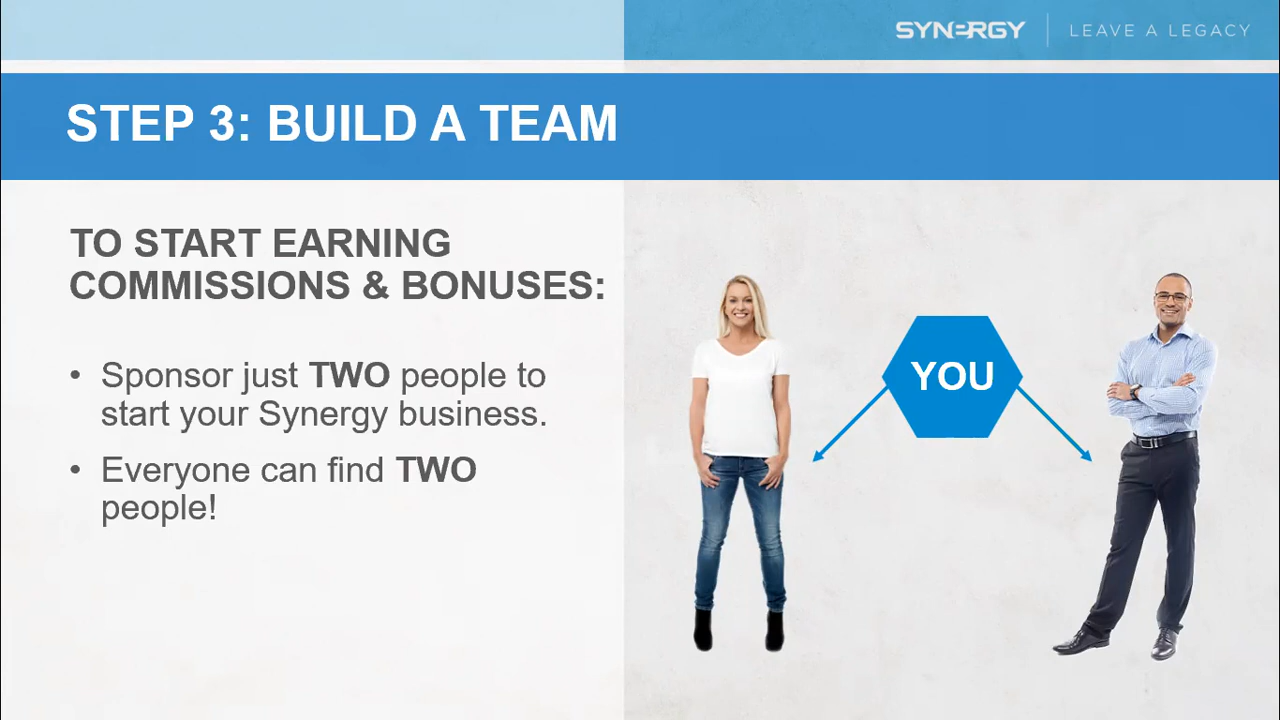 SYNERGY | LEAVE A LEGACY
STEP 3: BUILD A TEAM
TO START EARNING
COMMISSIONS & BONUSES:
• Sponsor just TWO people to
start your Synergy business.
• Everyone can find TWO
people!
YOU